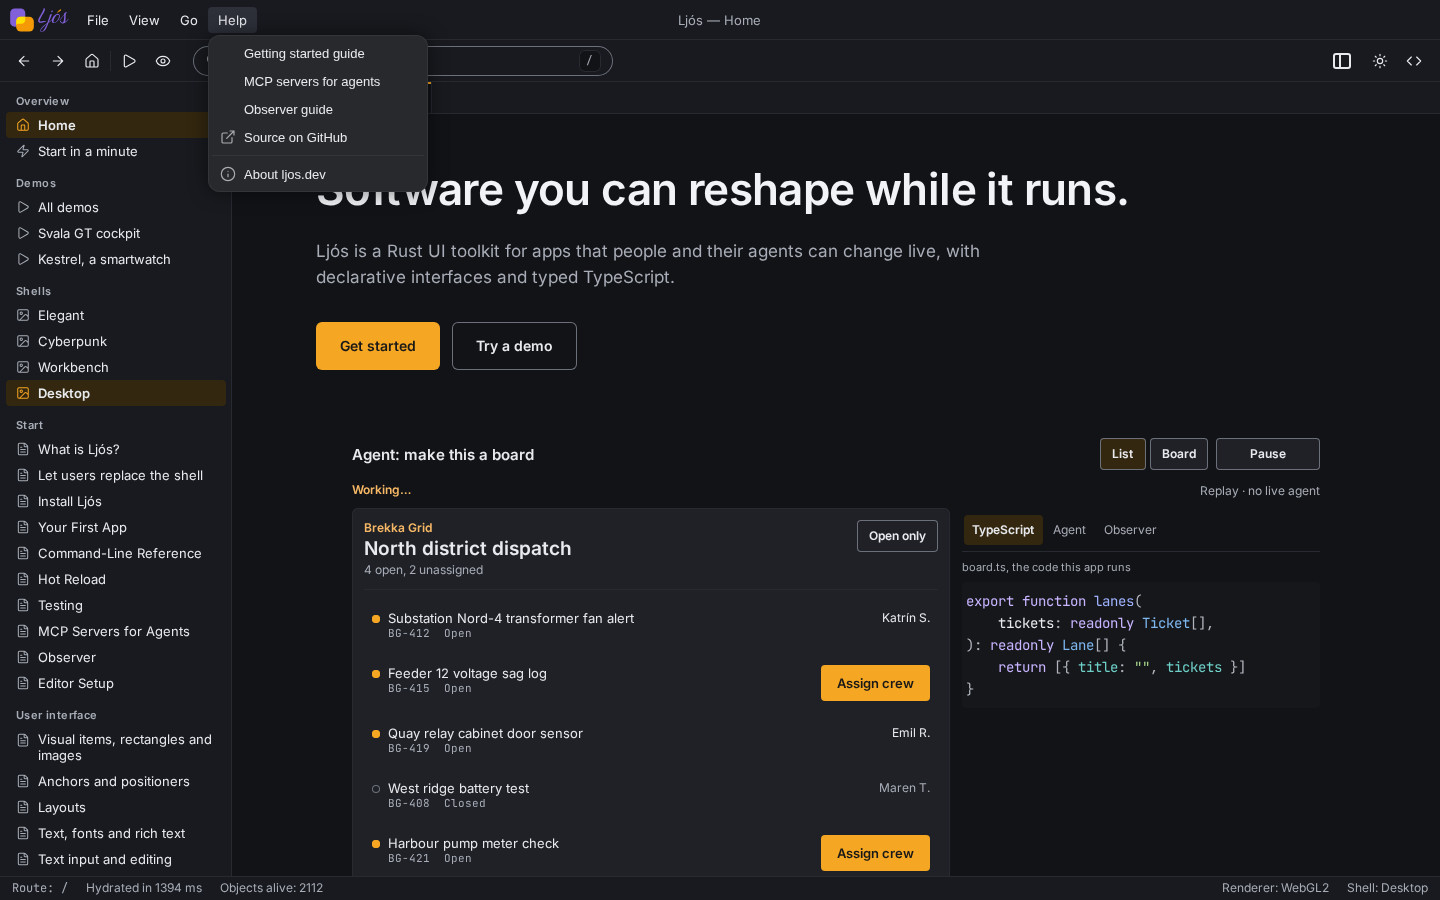 Ljós
File
View
Go
Help
Ljós — Home
Getting started guide
MCP servers for agents
Observer guide
Source on GitHub
About ljos.dev
/
Overview
Home
Start in a minute
Demos
All demos
Svala GT cockpit
Kestrel, a smartwatch
Shells
Elegant
Cyberpunk
Workbench
Desktop
Start
What is Ljós?
Let users replace the shell
Install Ljós
Your First App
Command-Line Reference
Hot Reload
Testing
MCP Servers for Agents
Observer
Editor Setup
User interface
Visual items, rectangles and
images
Anchors and positioners
Layouts
Text, fonts and rich text
Text input and editing
Software you can reshape while it runs.
Ljós is a Rust UI toolkit for apps that people and their agents can change live, with
declarative interfaces and typed TypeScript.
Get started
Try a demo
Agent: make this a board
List
Board
Pause
Working...
Replay · no live agent
Brekka Grid
North district dispatch
4 open, 2 unassigned
Open only
Substation Nord-4 transformer fan alert
BG-412 Open
Katrín S.
Feeder 12 voltage sag log
BG-415 Open
Assign crew
Quay relay cabinet door sensor
BG-419 Open
Emil R.
West ridge battery test
BG-408 Closed
Maren T.
Harbour pump meter check
BG-421 Open
Assign crew
TypeScript
Agent
Observer
board.ts, the code this app runs
export function lanes(
    tickets: readonly Ticket[],
): readonly Lane[] {
    return [{ title: "", tickets }]
}
Route: /
Hydrated in 1394 ms
Objects alive: 2112
Renderer: WebGL2
Shell: Desktop